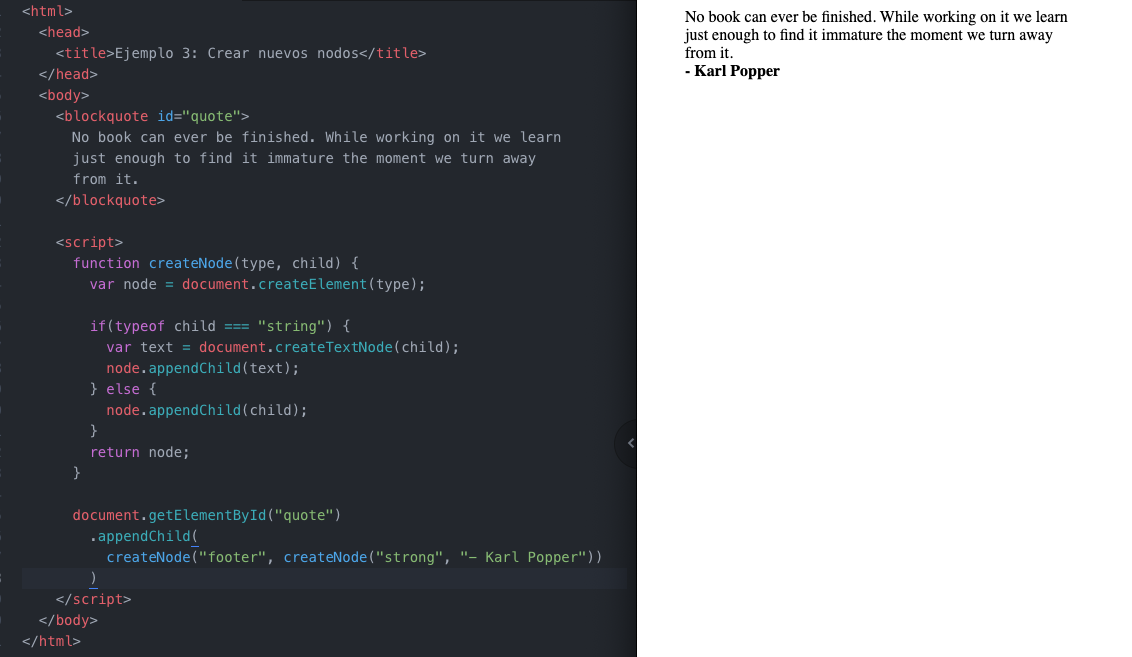 <html>
<head>
<title>Ejemplo 3: Crear nuevos nodos</title>
</head>
<body>
<blockquote id="quote">
No book can ever be finished. While working on it we learn
just enough to find it immature the moment we turn away
from it.
</blockquote>
<script>
function createNode(type, child) {
var node = document.createElement(type);
if(typeof child === "string") {
var text = document.createTextNode(child);
node.appendChild(text);
} else {
node.appendChild(child);
}
return node;
}
document.getElementById("quote")
.appendChild(
createNode("footer", createNode("strong", "- Karl Popper"))
)
</script>
</body>
</html>
No book can ever be finished. While working on it we learn
just enough to find it immature the moment we turn away
from it.
- Karl Popper